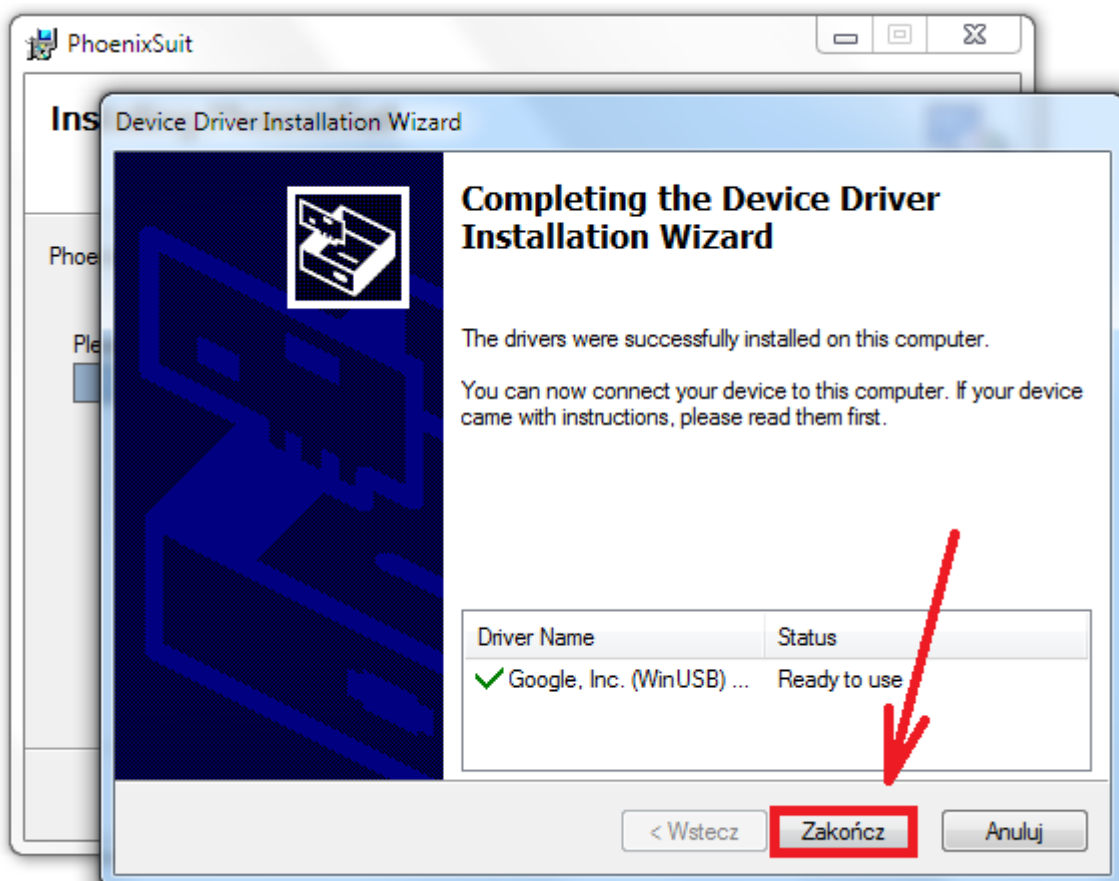 PhoenixSuit
Ins
Device Driver Installation Wizard
Completing the Device Driver
Installation Wizard
Phoe
The drivers were successfully installed on this computer.
Ple
You can now connect your device to this computer. If your device
came with instructions, please read them first.
Driver Name Status
Google, Inc. (WinUSB) ... Ready to use
< Wstecz Zakończ Anuluj